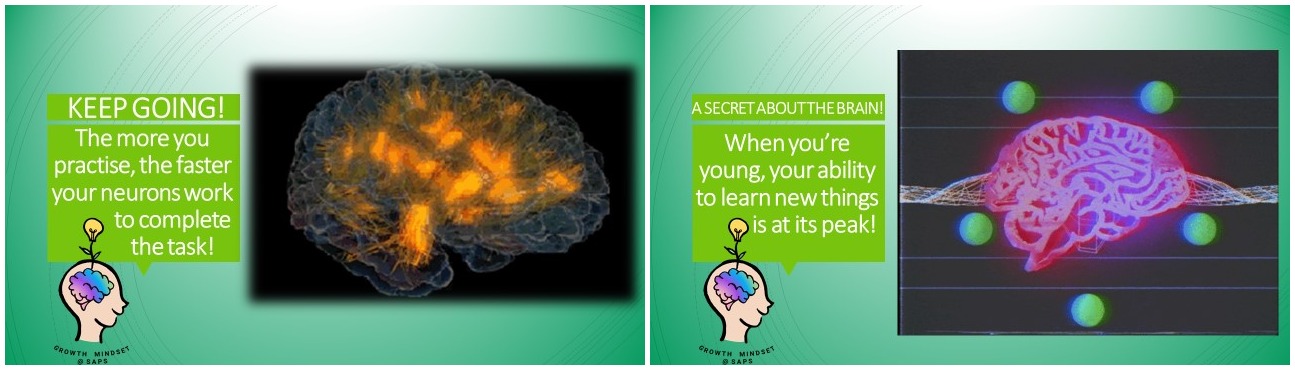 KEEP GOING!
The more you
practise, the faster
your neurons work
to complete
the task!
GROWTH MINDSET
@ SAPS
A SECRET ABOUT THE BRAIN!
When you're
young, your ability
to learn new things
is at its peak!
GROWTH MINDSET
@ SAPS